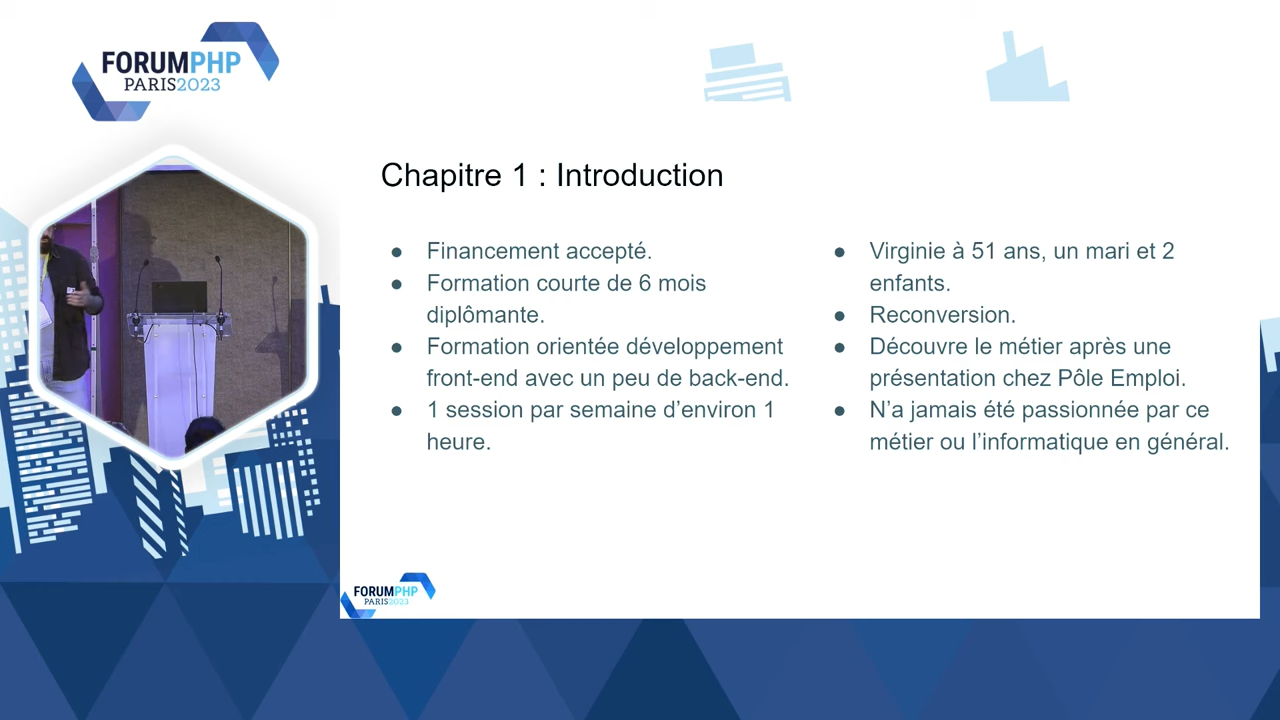 FORUMPHP
PARIS2023
Chapitre 1 : Introduction
● Financement accepté.
● Formation courte de 6 mois
diplômante.
● Formation orientée développement
front-end avec un peu de back-end.
● 1 session par semaine d’environ 1
heure.
● Virginie à 51 ans, un mari et 2
enfants.
● Reconversion.
● Découvre le métier après une
présentation chez Pôle Emploi.
● N’a jamais été passionnée par ce
métier ou l’informatique en général.
FORUMPHP
PARIS2023